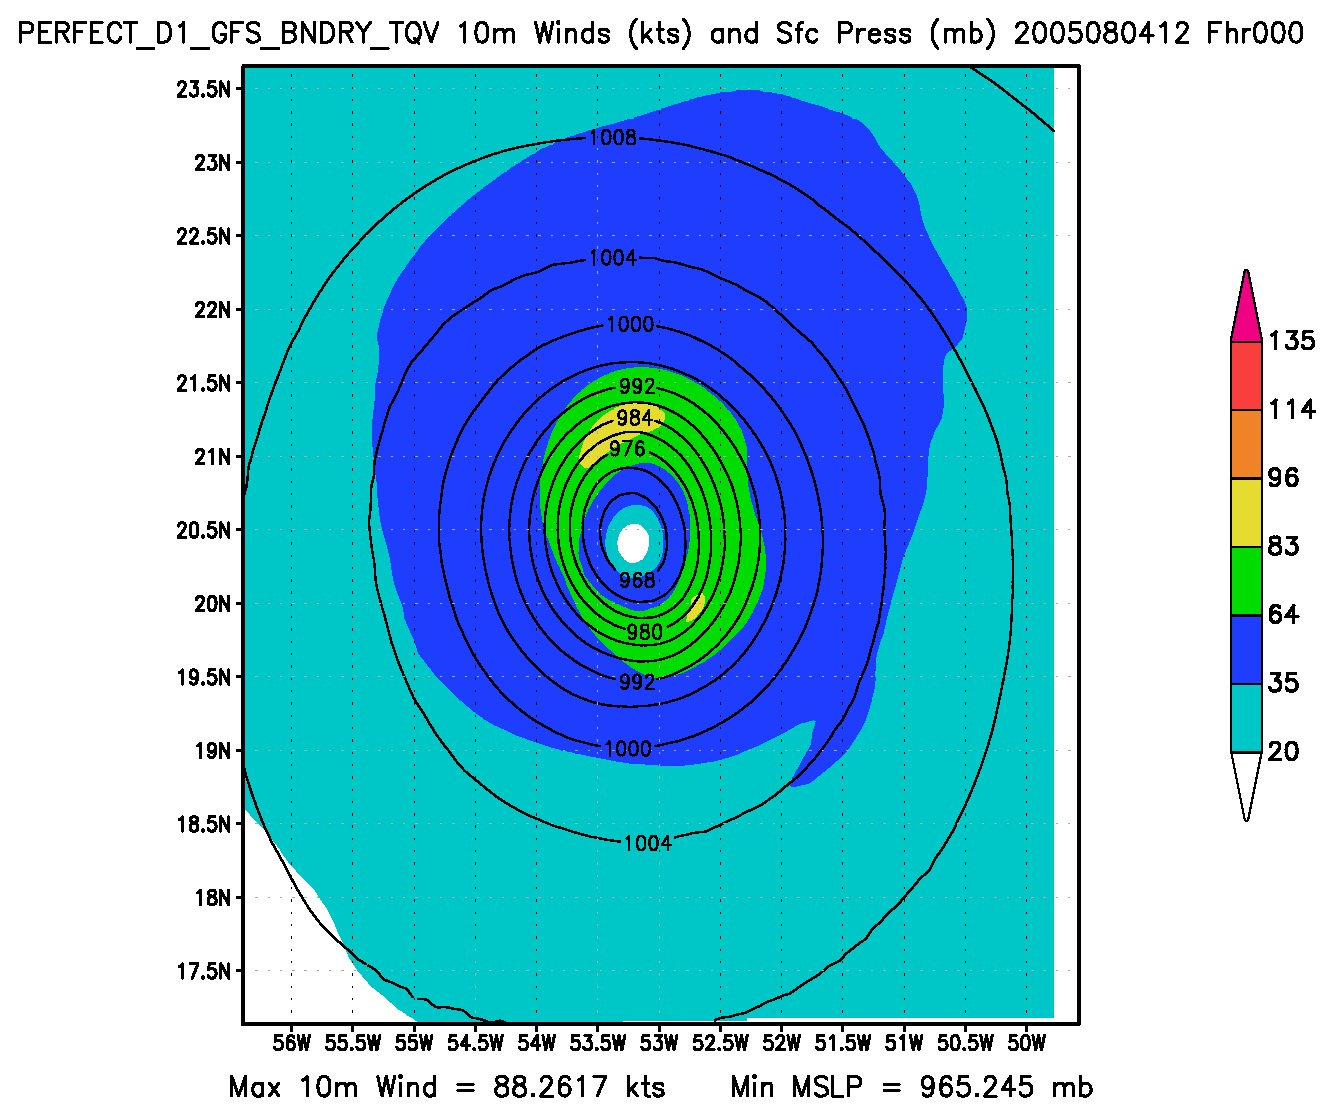 PERFECT_D1_GFS_BNDRY_TQV 10m Winds (kts) and Sfc Press (mb) 2005080412 Fhr000
23.5N
23N
22.5N
22N
21.5N
21N
20.5N
20N
19.5N
19N
18.5N
18N
17.5N
1008
1004
1000
992
984
976
968
980
992
1000
1004
135
114
96
83
64
35
20
56W 55.5W 55W 54.5W 54W 53.5W 53W 52.5W 52W 51.5W 51W 50.5W 50W
Max 10m Wind = 88.2617 kts Min MSLP = 965.245 mb